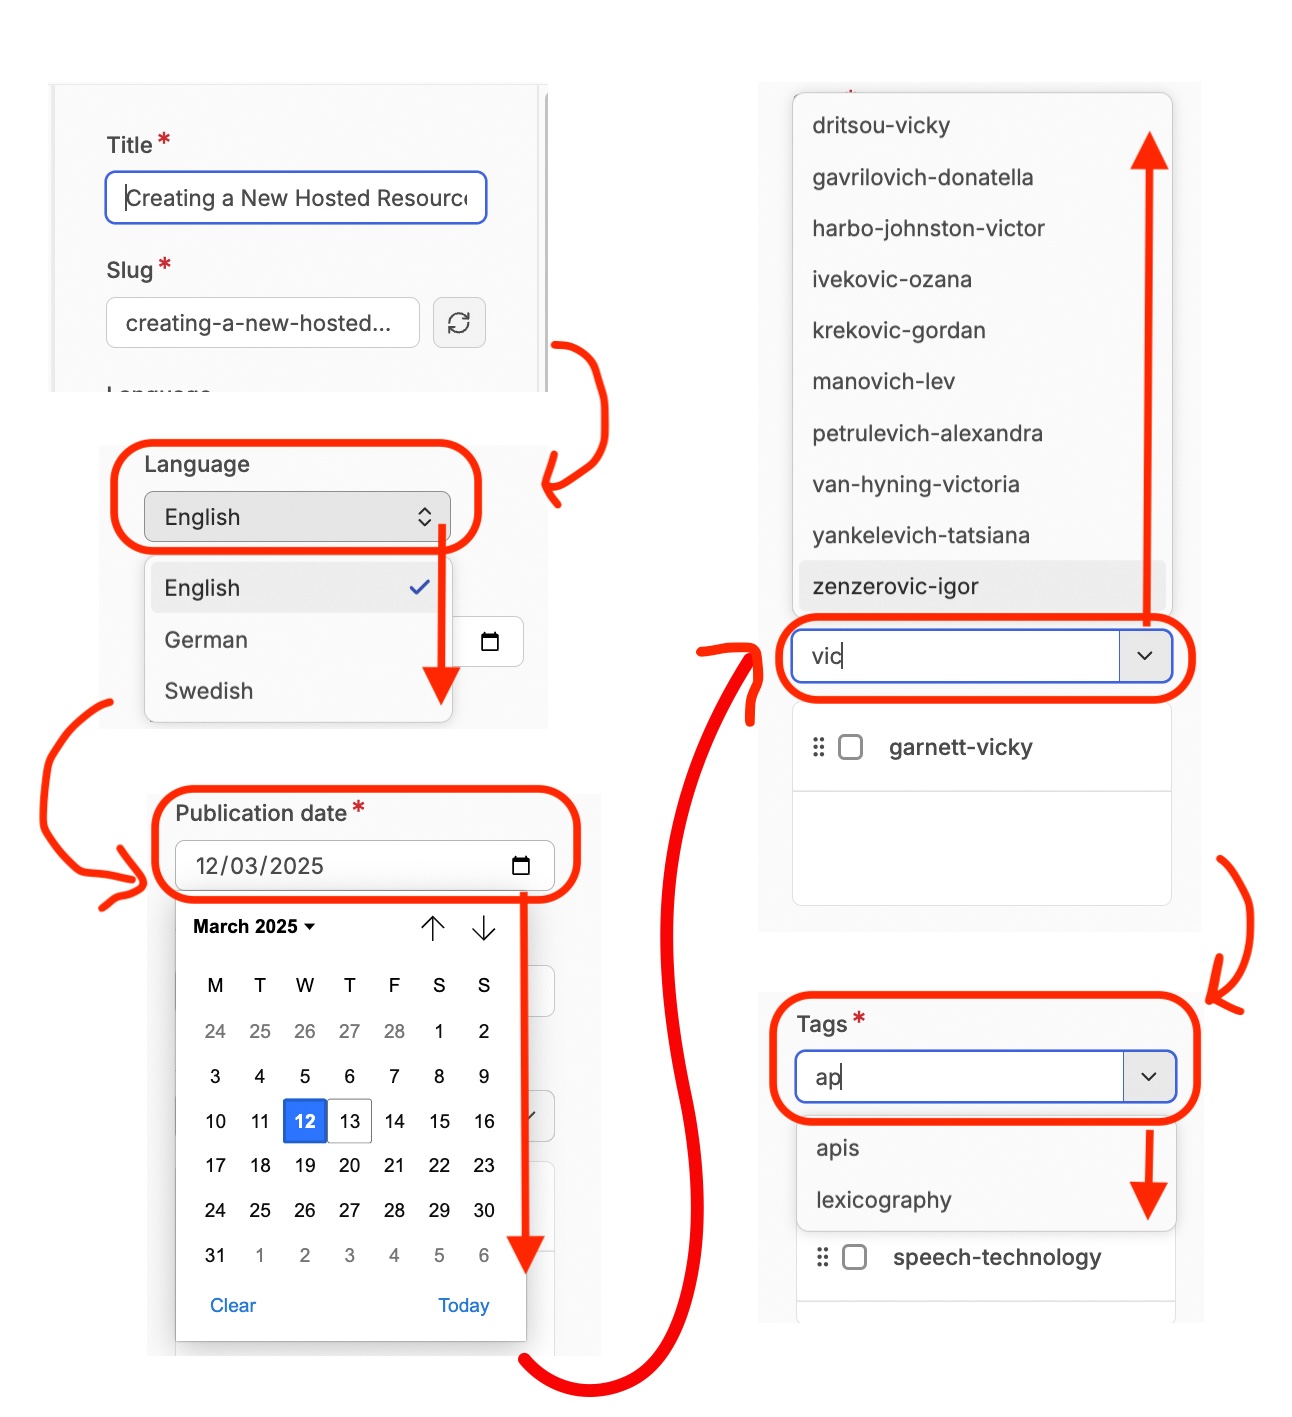 Title *
Creating a New Hosted Resourc
Slug *
creating-a-new-hosted...
Language
Language
English
English
German
Swedish
Publication date *
12/03/2025
March 2025
M T W T F S S
24 25 26 27 28 1 2
3 4 5 6 7 8 9
10 11 12 13 14 15 16
17 18 19 20 21 22 23
24 25 26 27 28 29 30
31 1 2 3 4 5 6
Clear Today
dritsou-vicky
gavrilovich-donatella
harbo-johnston-victor
ivekovic-ozana
krekovic-gordan
manovich-lev
petrulevich-alexandra
van-hyning-victoria
yankelevich-tatsiana
zenzerovic-igor
vic
garnett-vicky
Tags *
ap
apis
lexicography
speech-technology